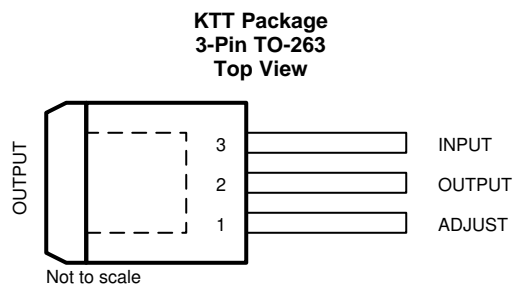 KTT Package
3-Pin TO-263
Top View
OUTPUT
3 INPUT
2 OUTPUT
1 ADJUST
Not to scale